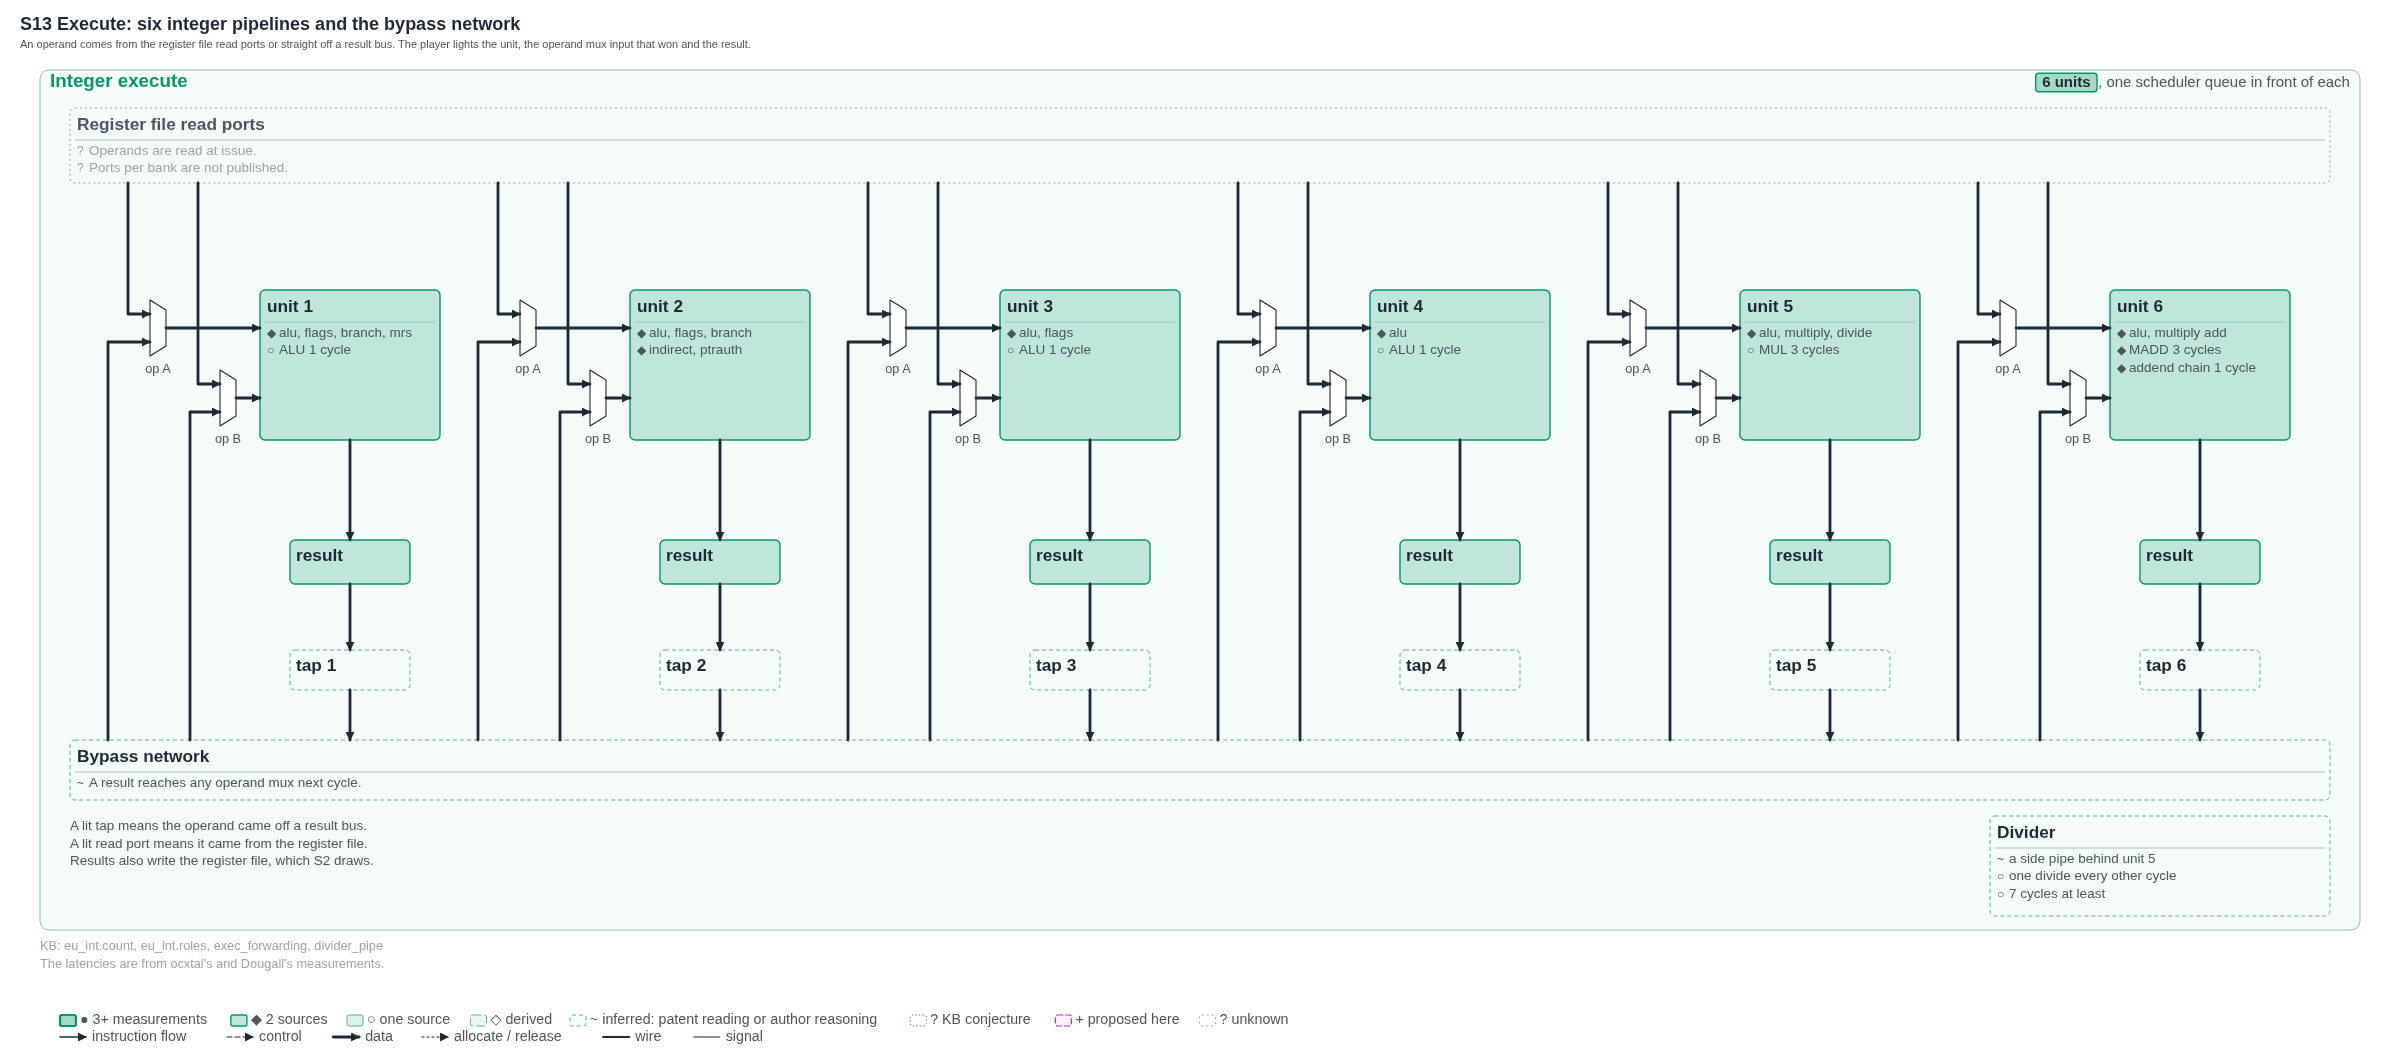 S13 Execute: six integer pipelines and the bypass network
An operand comes from the register file read ports or straight off a result bus. The player lights the unit, the operand mux input that won and the result.
Integer execute
6 units, one scheduler queue in front of each
Register file read ports
? Operands are read at issue.
? Ports per bank are not published.
unit 1
◆ alu, flags, branch, mrs
○ ALU 1 cycle
op A
op B
unit 2
◆ alu, flags, branch
◆ indirect, ptrauth
op A
op B
unit 3
◆ alu, flags
○ ALU 1 cycle
op A
op B
unit 4
◆ alu
○ ALU 1 cycle
op A
op B
unit 5
◆ alu, multiply, divide
○ MUL 3 cycles
op A
op B
unit 6
◆ alu, multiply add
◆ MADD 3 cycles
◆ addend chain 1 cycle
op A
op B
result
result
result
result
result
result
tap 1
tap 2
tap 3
tap 4
tap 5
tap 6
Bypass network
~ A result reaches any operand mux next cycle.
A lit tap means the operand came off a result bus.
A lit read port means it came from the register file.
Results also write the register file, which S2 draws.
Divider
~ a side pipe behind unit 5
○ one divide every other cycle
○ 7 cycles at least
KB: eu_int.count, eu_int.roles, exec_forwarding, divider_pipe
The latencies are from ocxtal's and Dougall's measurements.
● 3+ measurements ◆ 2 sources ○ one source ◇ derived ~ inferred: patent reading or author reasoning ? KB conjecture + proposed here ? unknown
instruction flow control data allocate / release wire signal